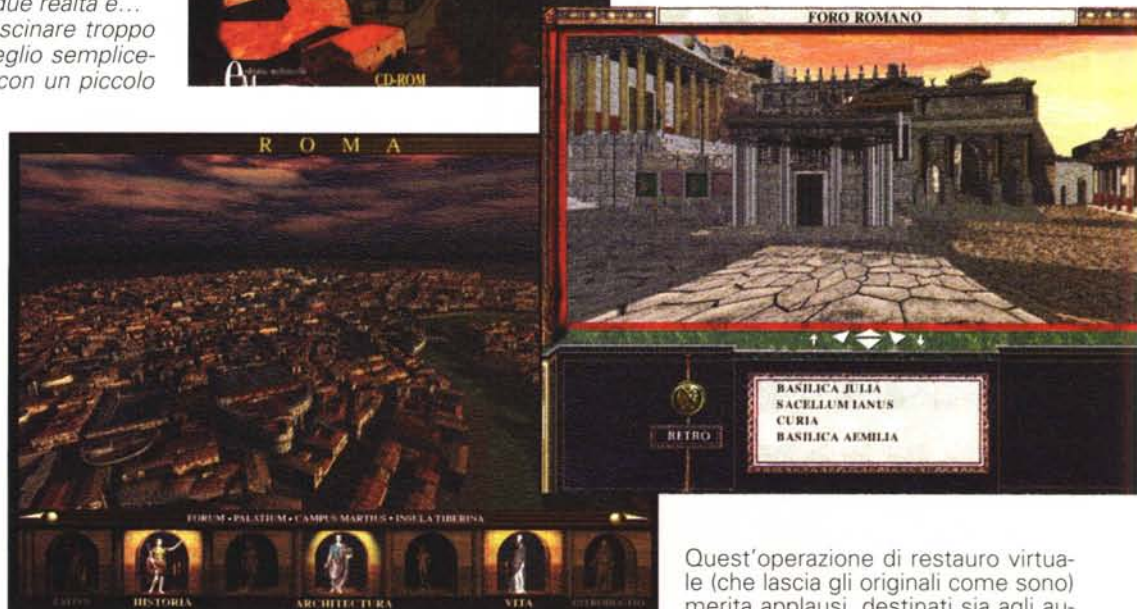 due realtà e…
scinare troppo
eglio semplice-
con un piccolo
CD-ROM
FORO ROMANO
BASILICA JULIA
SACELLUM IANUS
CURIA
BASILICA AEMILIA
RETRO
ROMA
FORUM • PALATIUM • CAMPUS MARTIUS • INSULA TIBERINA
HISTORIA
ARCHITECTURA
VITA
Quest'operazione di restauro virtua-
le (che lascia gli originali come sono)
merita applausi, destinati sia agli au-